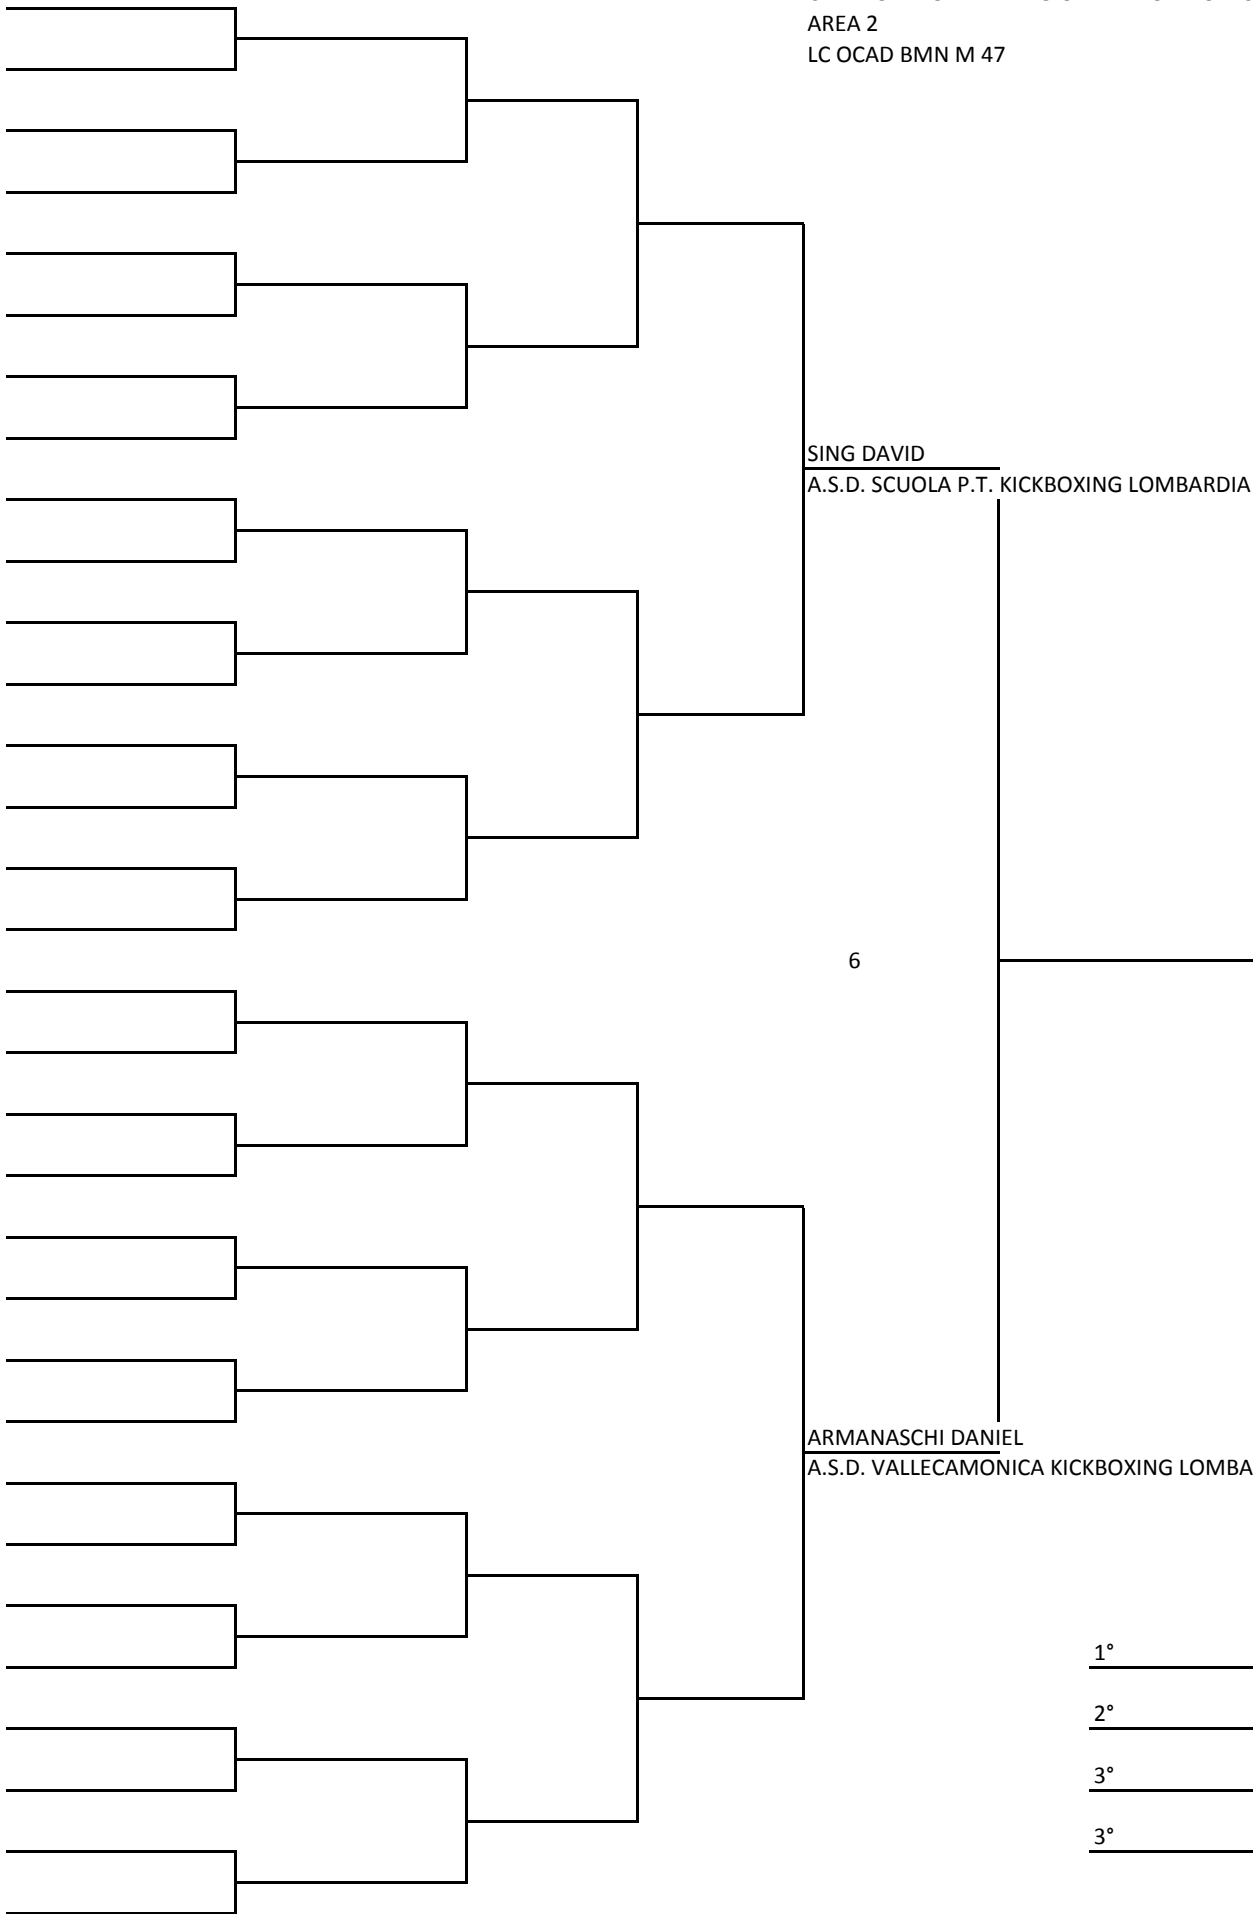 AREA 2
LC OCAD BMN M 47
SING DAVID
A.S.D. SCUOLA P.T. KICKBOXING LOMBARDIA
6
ARMANASCHI DANIEL
A.S.D. VALLECAMONICA KICKBOXING LOMBA
1°
2°
3°
3°